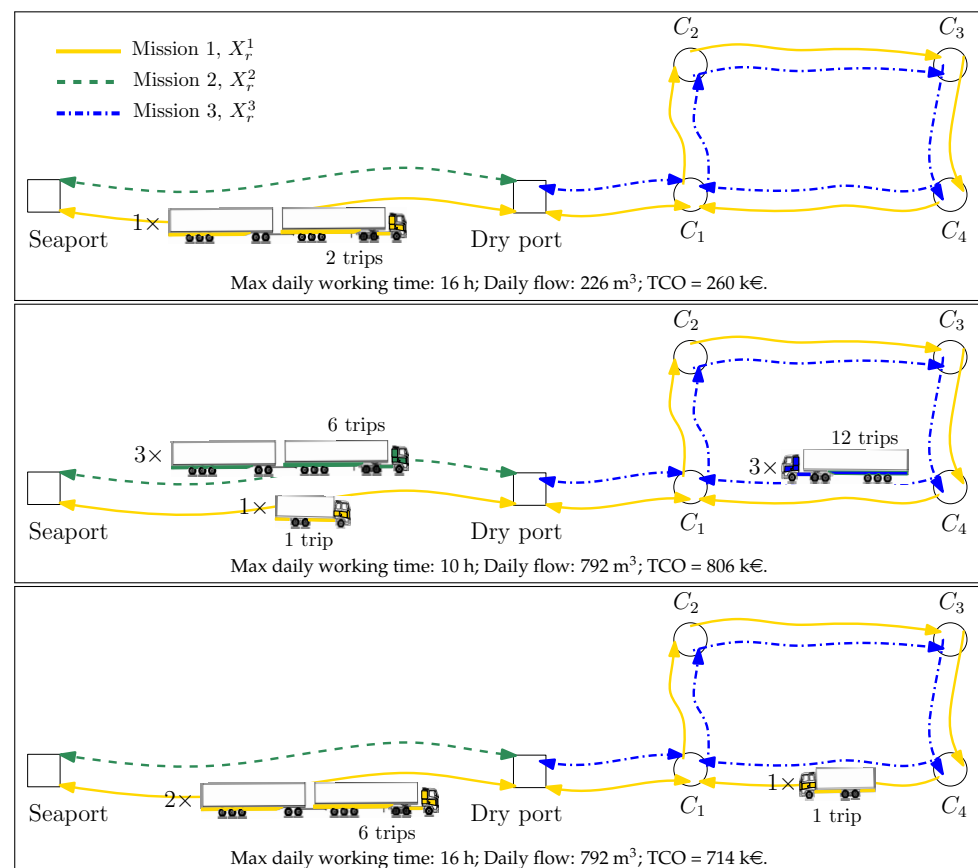 Mission 1, $X_r^1$
Mission 2, $X_r^2$
Mission 3, $X_r^3$
$C_2$
$C_3$
1×
Seaport
2 trips
Dry port
$C_1$
$C_4$
Max daily working time: 16 h; Daily flow: 226 m³; TCO = 260 k€.
$C_2$
$C_3$
6 trips
12 trips
3×
3×
1×
Seaport
1 trip
Dry port
$C_1$
$C_4$
Max daily working time: 10 h; Daily flow: 792 m³; TCO = 806 k€.
$C_2$
$C_3$
2×
1×
Seaport
6 trips
Dry port
$C_1$
1 trip
$C_4$
Max daily working time: 16 h; Daily flow: 792 m³; TCO = 714 k€.